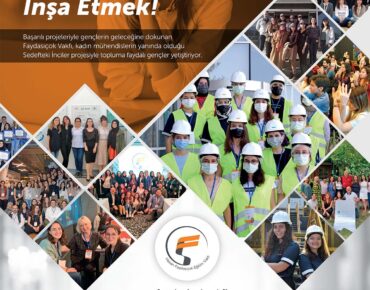 İnşa Etmek!
Başarılı projeleriyle gençlerin geleceğine dokunan
Faydasıçok Vakfı, kadın mühendislerin yanında olduğu
Sedefteki İnciler projesiyle topluma faydalı gençler yetiştiriyor.